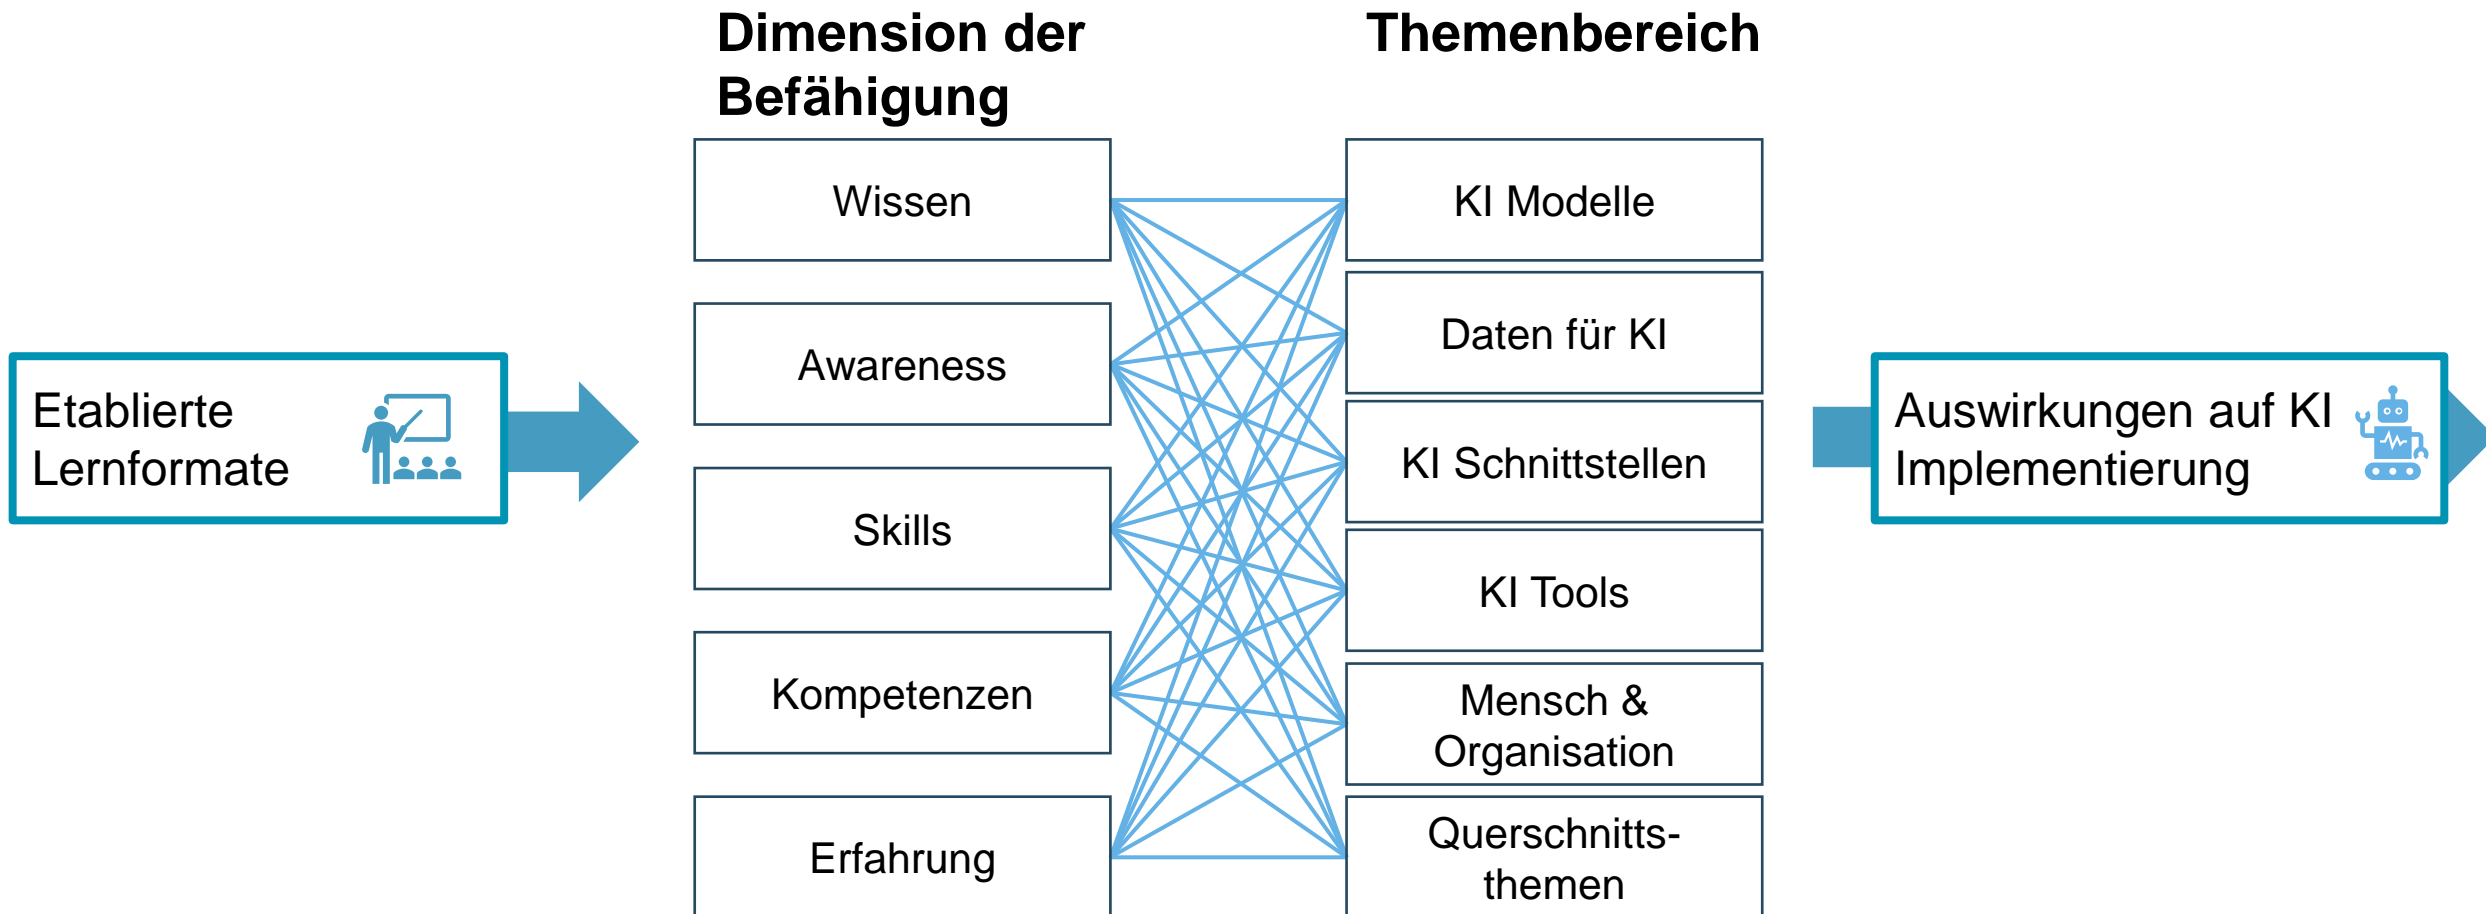 Dimension der
Befähigung
Themenbereich
Wissen
Awareness
Skills
Kompetenzen
Erfahrung
KI Modelle
Daten für KI
KI Schnittstellen
KI Tools
Mensch &
Organisation
Querschnitts-
themen
Etablierte
Lernformate
Auswirkungen auf KI
Implementierung